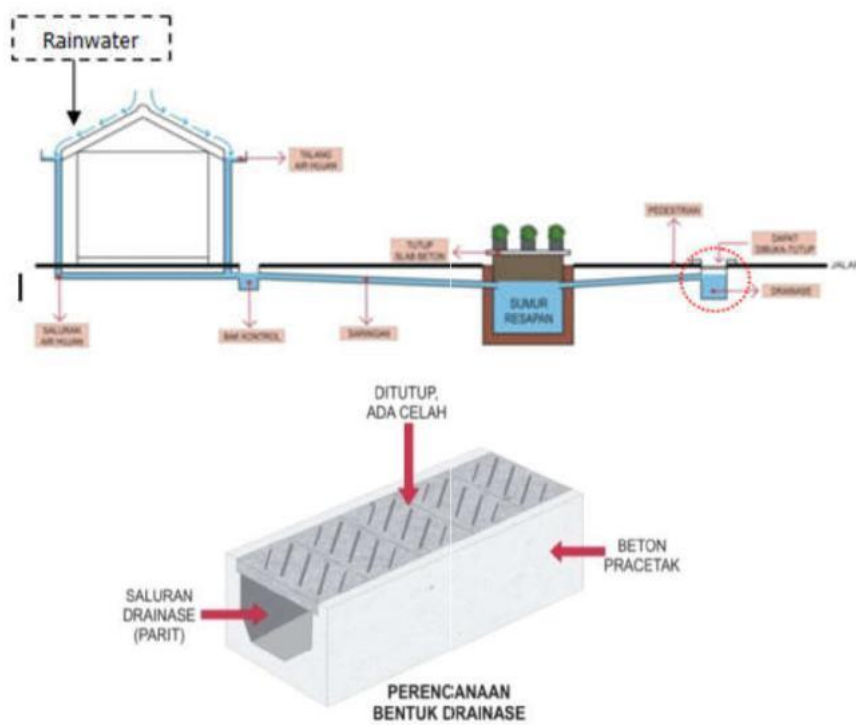 Rainwater
TALANG
AIR HUJAN
PEDESTRIAN
DAPAT
DIBUKA-TUTUP
TUTUP
SLAB BETON
JALAN
DRAINASE
SUMUR
RESAPAN
SALURAN
AIR HUJAN
BAK KONTROL
SARINGAN
DITUTUP,
ADA CELAH
BETON
PRACETAK
SALURAN
DRAINASE
(PARIT)
PERENCANAAN
BENTUK DRAINASE